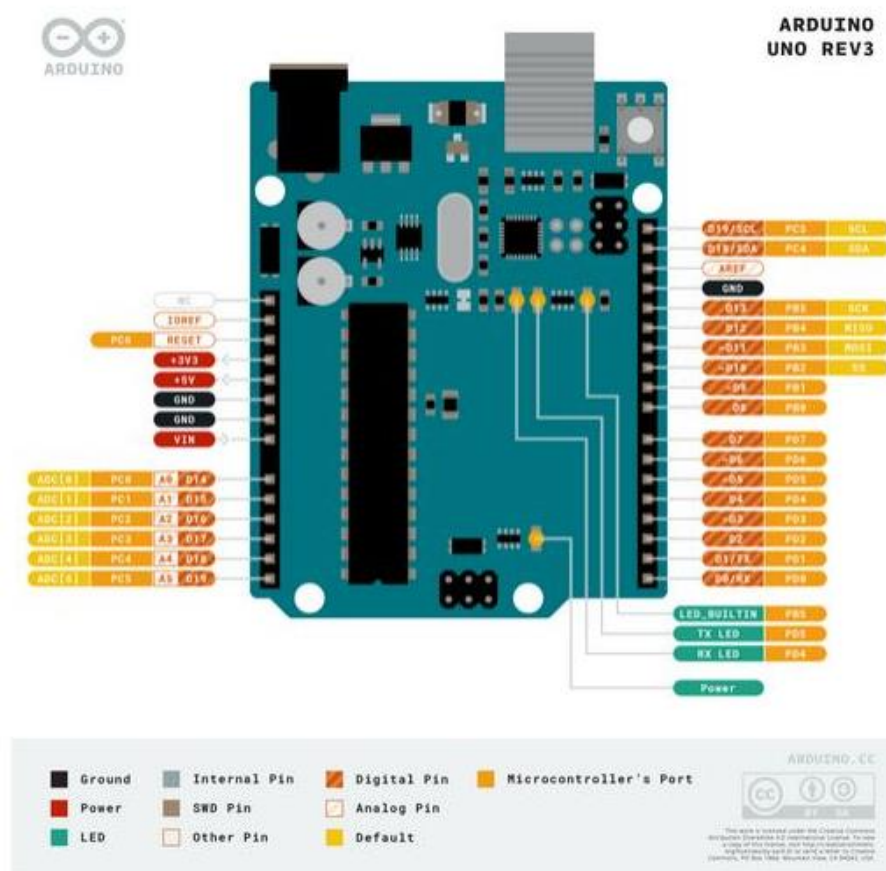 ARDUINO
ARDUINO
UNO REV3
D19/SCL PC5 SCL
D18/SDA PC4 SDA
AREF
GND
NC
IOREF
PC6 RESET
+3V3
+5V
GND
GND
VIN
~D13 PB5 SCK
D12 PB4 MISO
~D11 PB3 MOSI
~D10 PB2 SS
~D9 PB1
D8 PB0
D7 PD7
~D6 PD6
~D5 PD5
D4 PD4
~D3 PD3
D2 PD2
D1/TX PD1
D0/RX PD0
ADC[0] PC0 A0 D14
ADC[1] PC1 A1 D15
ADC[2] PC2 A2 D16
ADC[3] PC3 A3 D17
ADC[4] PC4 A4 D18
ADC[5] PC5 A5 D19
LED_BUILTIN PB5
TX LED PD5
RX LED PD4
Power
Ground
Power
LED
Internal Pin
SWD Pin
Other Pin
Digital Pin
Analog Pin
Default
Microcontroller's Port
ARDUINO.CC
CC
BY SA